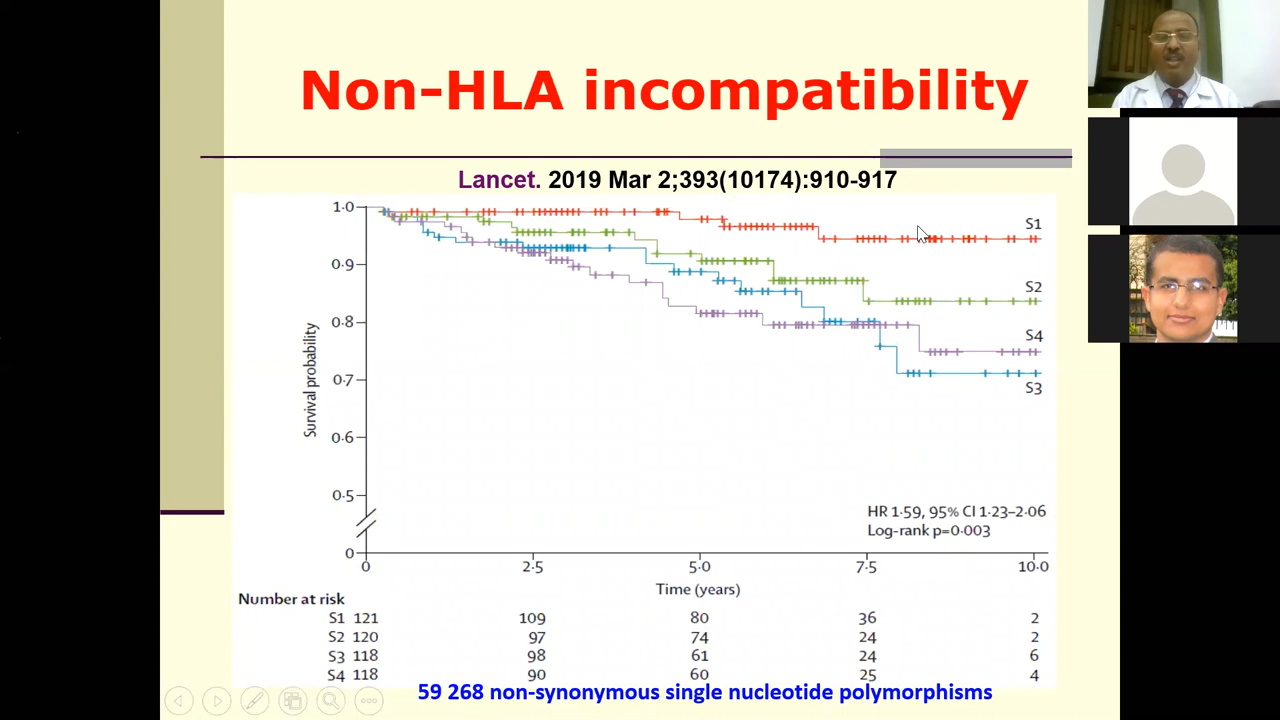 Non-HLA incompatibility
Lancet. 2019 Mar 2;393(10174):910-917
1·0
0·9
0·8
0·7
0·6
0·5
0
Survival probability
S1
S2
S4
S3
HR 1·59, 95% CI 1·23–2·06
Log-rank p=0·003
0 2·5 5·0 7·5 10·0
Time (years)
Number at risk
S1 121 109 80 36 2
S2 120 97 74 24 2
S3 118 98 61 24 6
S4 118 90 60 25 4
59 268 non-synonymous single nucleotide polymorphisms